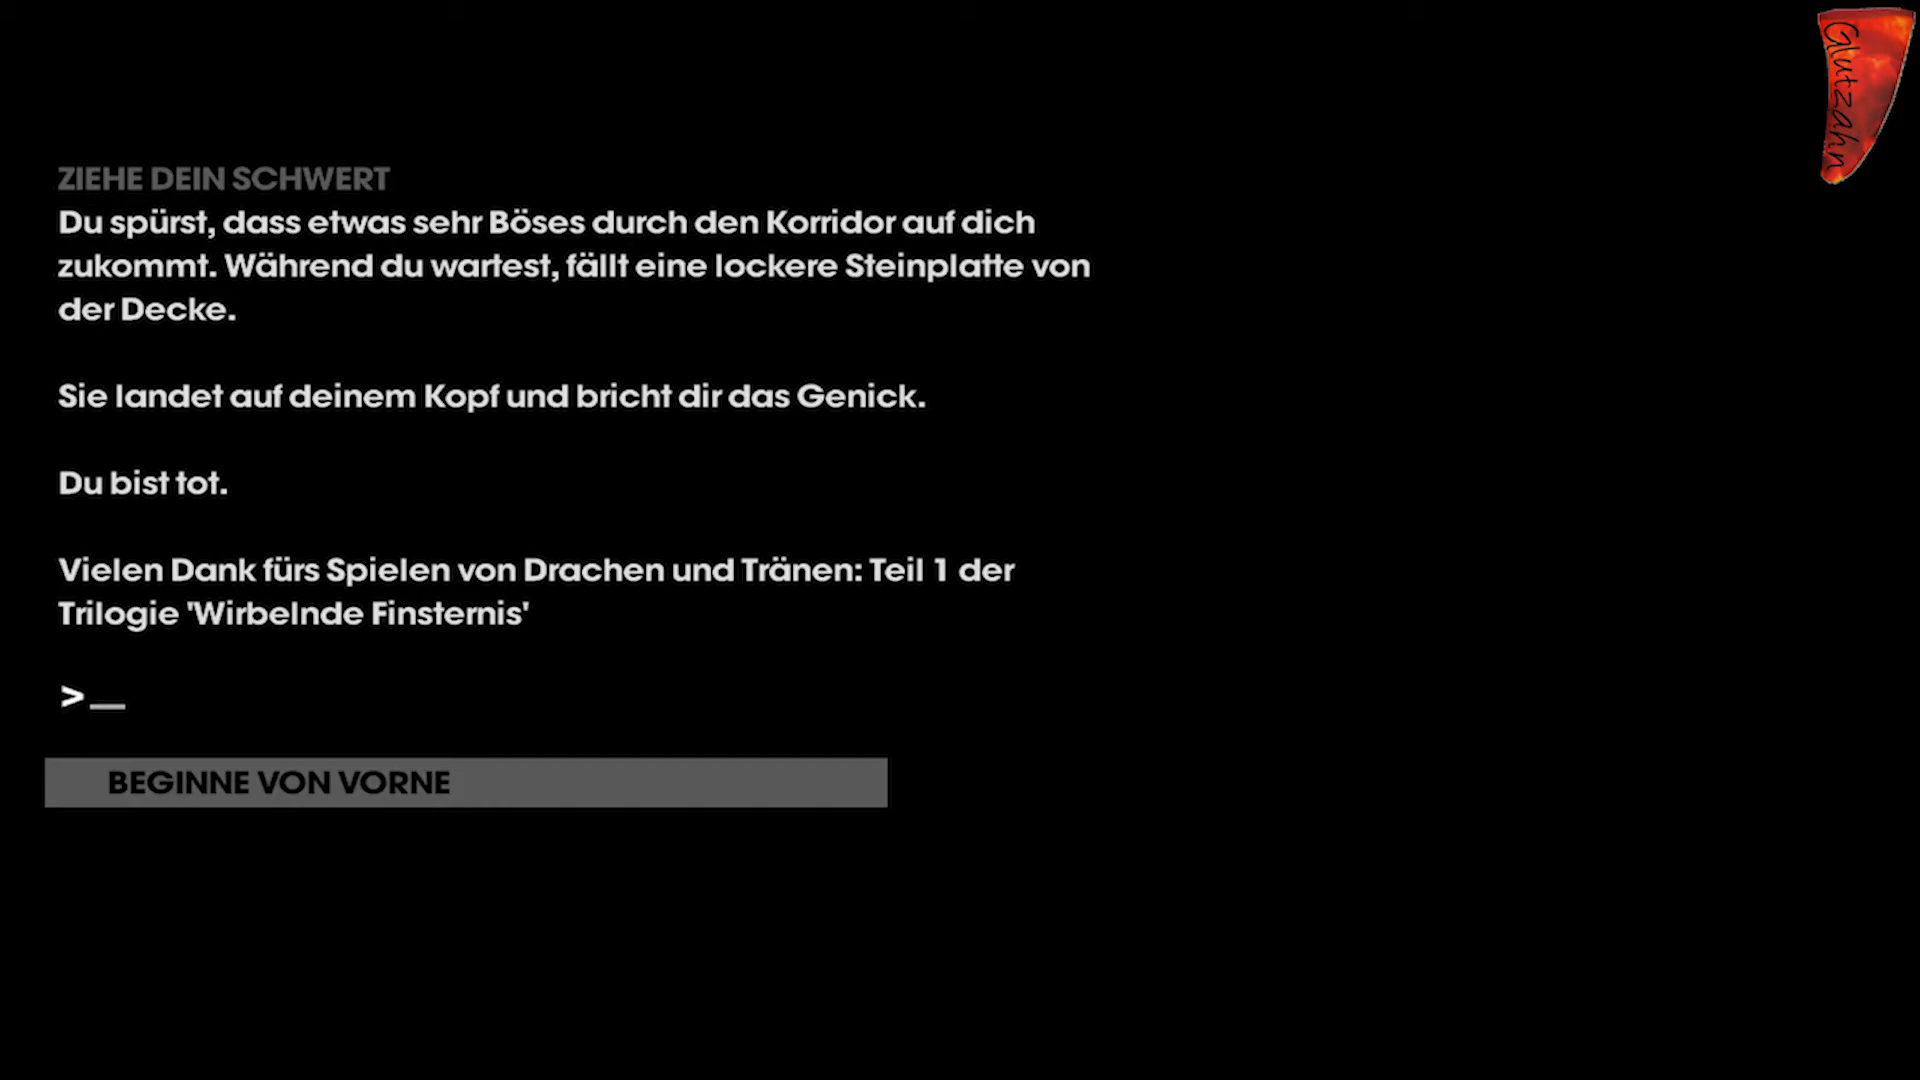 Glutzahn
ZIEHE DEIN SCHWERT
Du spürst, dass etwas sehr Böses durch den Korridor auf dich
zukommt. Während du wartest, fällt eine lockere Steinplatte von
der Decke.
Sie landet auf deinem Kopf und bricht dir das Genick.
Du bist tot.
Vielen Dank fürs Spielen von Drachen und Tränen: Teil 1 der
Trilogie 'Wirbelnde Finsternis'
>_
BEGINNE VON VORNE